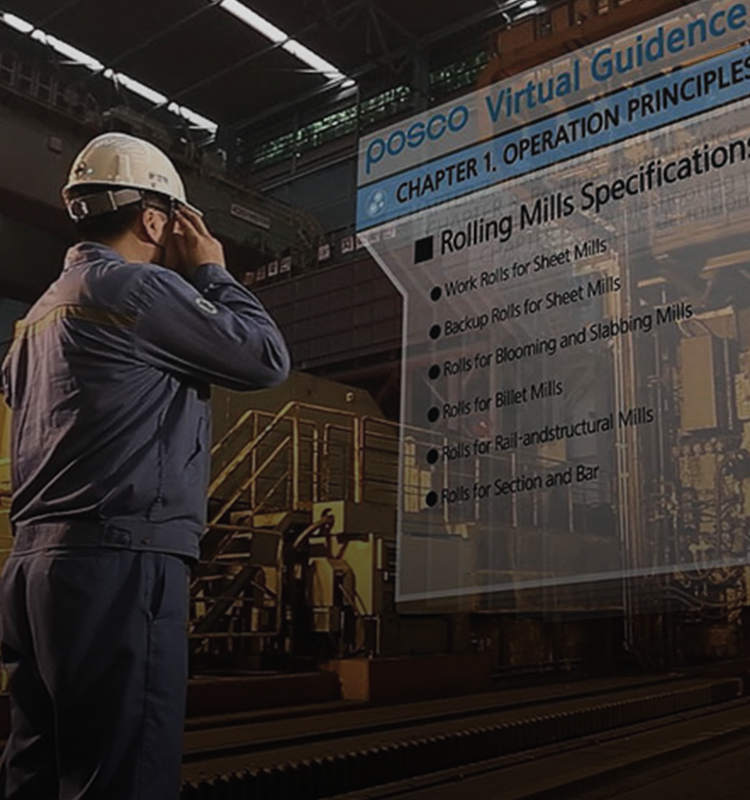 posco Virtual Guidence
CHAPTER 1. OPERATION PRINCIPLES
■ Rolling Mills Specifications
● Work Rolls for Sheet Mills
● Backup Rolls for Sheet Mills
● Rolls for Blooming and Slabbing Mills
● Rolls for Billet Mills
● Rolls for Rail-andstructural Mills
● Rolls for Section and Bar